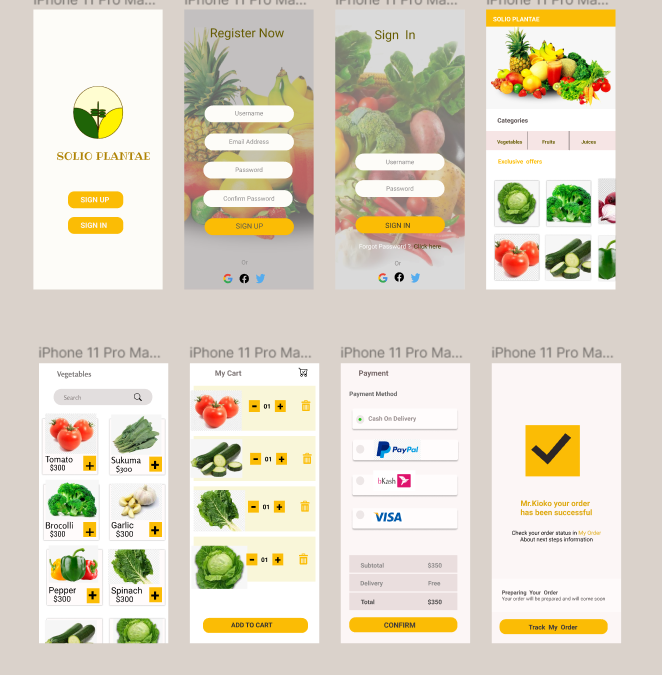 iPhone 11 Pro Ma...
iPhone 11 Pro Ma...
iPhone 11 Pro Ma...
iPhone 11 Pro Ma...
SOLIO PLANTAE
SIGN UP
SIGN IN
Register Now
Username
Email Address
Password
Confirm Password
SIGN UP
Or
Sign In
Username
Password
SIGN IN
Forgot Password ? Click here
Or
SOLIO PLANTAE
Categories
Vegetables
Fruits
Juices
Exclusive offers
iPhone 11 Pro Ma...
iPhone 11 Pro Ma...
iPhone 11 Pro Ma...
iPhone 11 Pro Ma...
Vegetables
Search
Tomato
$300
Sukuma
$300
Brocolli
$300
Garlic
$300
Pepper
$300
Spinach
$300
My Cart
01
01
01
01
ADD TO CART
Payment
Payment Method
Cash On Delivery
PayPal
bKash
VISA
Subtotal $350
Delivery Free
Total $350
CONFIRM
Mr.Kioko your order
has been successful
Check your order status in My Order
About next steps information
Preparing Your Order
Your order will be prepared and will come soon
Track My Order